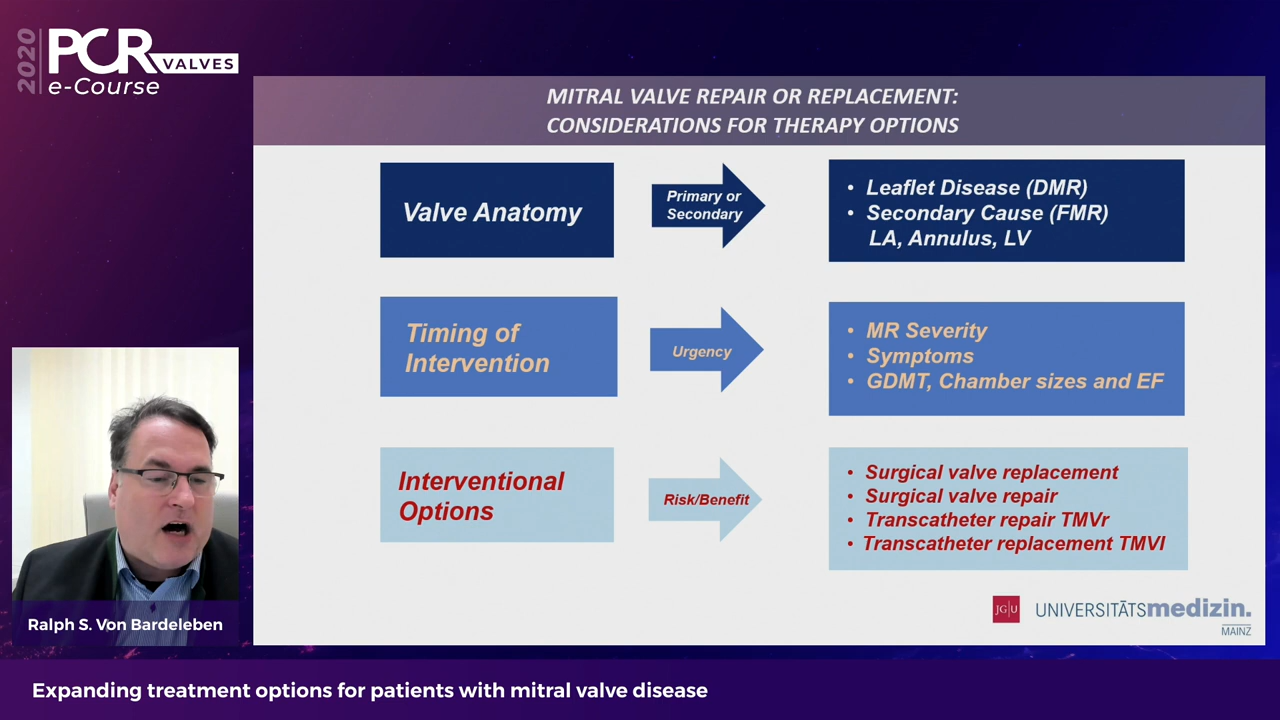 2020
PCR
VALVES
e-Course
MITRAL VALVE REPAIR OR REPLACEMENT:
CONSIDERATIONS FOR THERAPY OPTIONS
Valve Anatomy
Primary or
Secondary
• Leaflet Disease (DMR)
• Secondary Cause (FMR)
LA, Annulus, LV
Timing of
Intervention
Urgency
• MR Severity
• Symptoms
• GDMT, Chamber sizes and EF
Interventional
Options
Risk/Benefit
• Surgical valve replacement
• Surgical valve repair
• Transcatheter repair TMVr
• Transcatheter replacement TMVI
JG|U
UNIVERSITÄTSmedizin.
MAINZ
Ralph S. Von Bardeleben
Expanding treatment options for patients with mitral valve disease